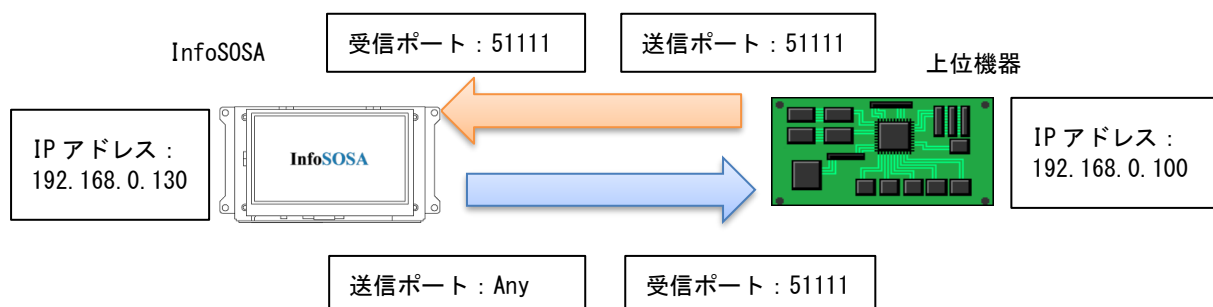 受信ポート：51111
送信ポート：51111
InfoSOSA
上位機器
IP アドレス：
192.168.0.130
InfoSOSA
IP アドレス：
192.168.0.100
送信ポート：Any
受信ポート：51111